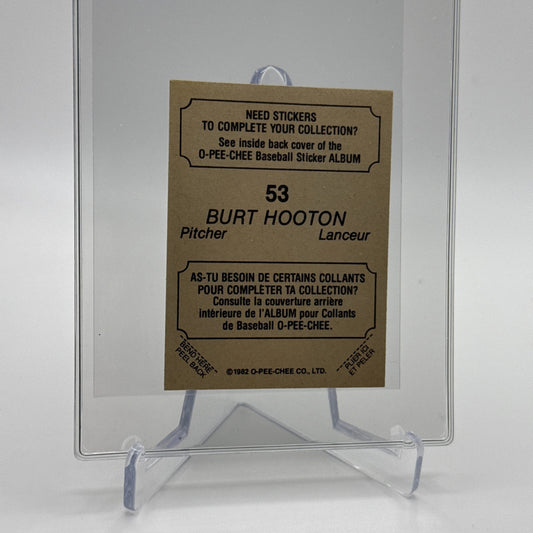 NEED STICKERS
TO COMPLETE YOUR COLLECTION?
See inside back cover of the
O-PEE-CHEE Baseball Sticker ALBUM
53
BURT HOOTON
Pitcher Lanceur
AS-TU BESOIN DE CERTAINS COLLANTS
POUR COMPLÉTER TA COLLECTION?
Consulte la couverture arrière
intérieure de l'ALBUM pour Collants
de Baseball O-PEE-CHEE.
BEND HERE
PEEL BACK
PLIER ICI
ET PELER
©1982 O-PEE-CHEE CO., LTD.